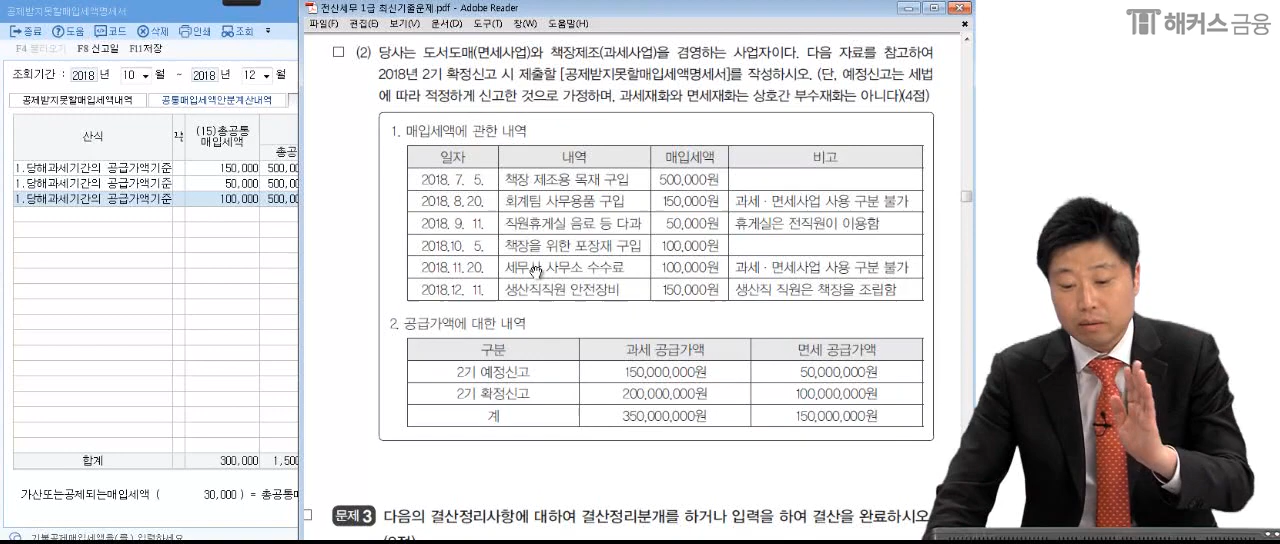 공제받지못할매입세액명세서
종료 도움 코드 삭제 인쇄 조회
F4 불러오기 F8 신고일 F11저장
조회기간 : 2018 년 10 월 ~ 2018 년 12 월
공제받지못할매입세액내역 공통매입세액안분계산내역
산식 (15)총공통매입세액 총공
1.당해과세기간의 공급가액기준 150,000 500,0
1.당해과세기간의 공급가액기준 50,000 500,0
1.당해과세기간의 공급가액기준 100,000 500,0
합계 300,000 1,500
가산또는공제되는매입세액 ( 30,000 ) = 총공통매
전산세무 1급 최신기출문제.pdf - Adobe Reader
파일(F) 편집(E) 보기(V) 문서(D) 도구(T) 창(W) 도움말(H)
해커스금융
(2) 당사는 도서도매(면세사업)와 책장제조(과세사업)을 겸영하는 사업자이다. 다음 자료를 참고하여
2018년 2기 확정신고 시 제출할 [공제받지못할매입세액명세서]를 작성하시오. (단, 예정신고는 세법
에 따라 적정하게 신고한 것으로 가정하며, 과세재화와 면세재화는 상호간 부수재화는 아니다)(4점)
1. 매입세액에 관한 내역
일자 내역 매입세액 비고
2018. 7. 5. 책장 제조용 목재 구입 500,000원
2018. 8. 20. 회계팀 사무용품 구입 150,000원 과세·면세사업 사용 구분 불가
2018. 9. 11. 직원휴게실 음료 등 다과 50,000원 휴게실은 전직원이 이용함
2018.10. 5. 책장을 위한 포장재 구입 100,000원
2018.11. 20. 세무사 사무소 수수료 100,000원 과세·면세사업 사용 구분 불가
2018.12. 11. 생산직직원 안전장비 150,000원 생산직 직원은 책장을 조립함
2. 공급가액에 대한 내역
구분 과세 공급가액 면세 공급가액
2기 예정신고 150,000,000원 50,000,000원
2기 확정신고 200,000,000원 100,000,000원
계 350,000,000원 150,000,000원
문제 3 다음의 결산정리사항에 대하여 결산정리분개를 하거나 입력을 하여 결산을 완료하시오